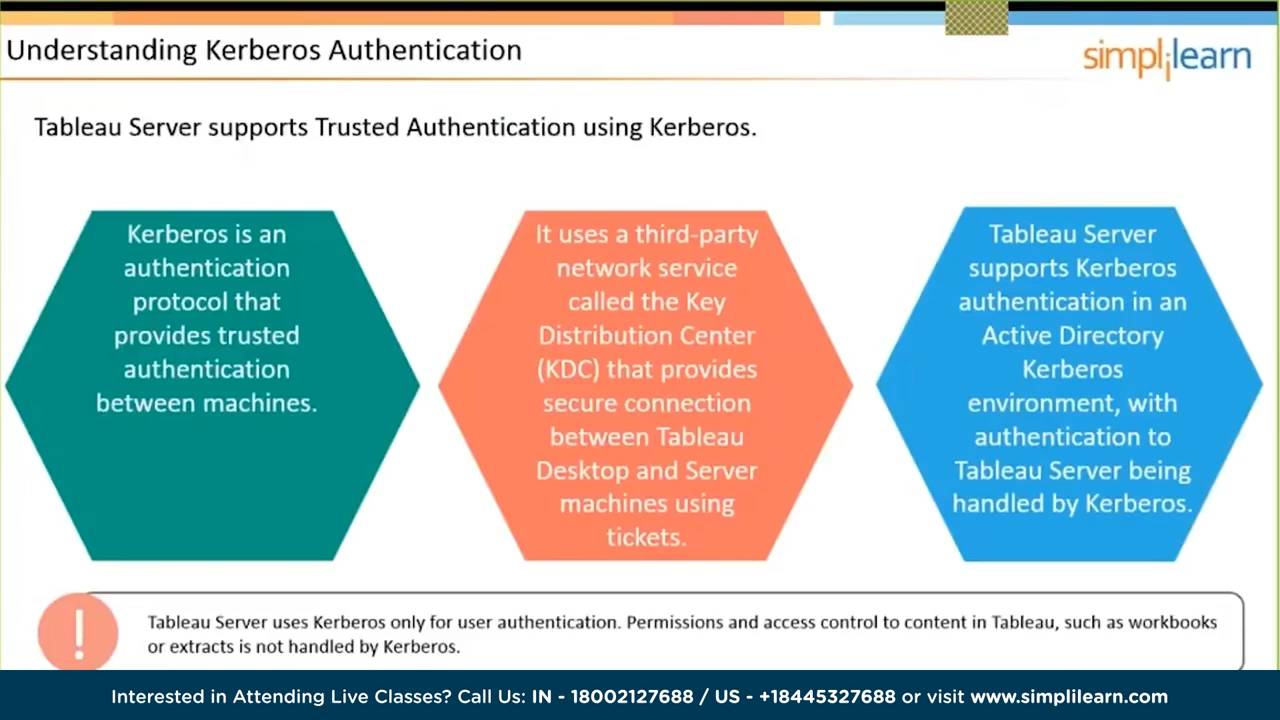 Understanding Kerberos Authentication
simplilearn
Tableau Server supports Trusted Authentication using Kerberos.
Kerberos is an
authentication
protocol that
provides trusted
authentication
between machines.
It uses a third-party
network service
called the Key
Distribution Center
(KDC) that provides
secure connection
between Tableau
Desktop and Server
machines using
tickets.
Tableau Server
supports Kerberos
authentication in an
Active Directory
Kerberos
environment, with
authentication to
Tableau Server being
handled by Kerberos.
!
Tableau Server uses Kerberos only for user authentication. Permissions and access control to content in Tableau, such as workbooks
or extracts is not handled by Kerberos.
Interested in Attending Live Classes? Call Us: IN - 18002127688 / US - +18445327688 or visit www.simplilearn.com